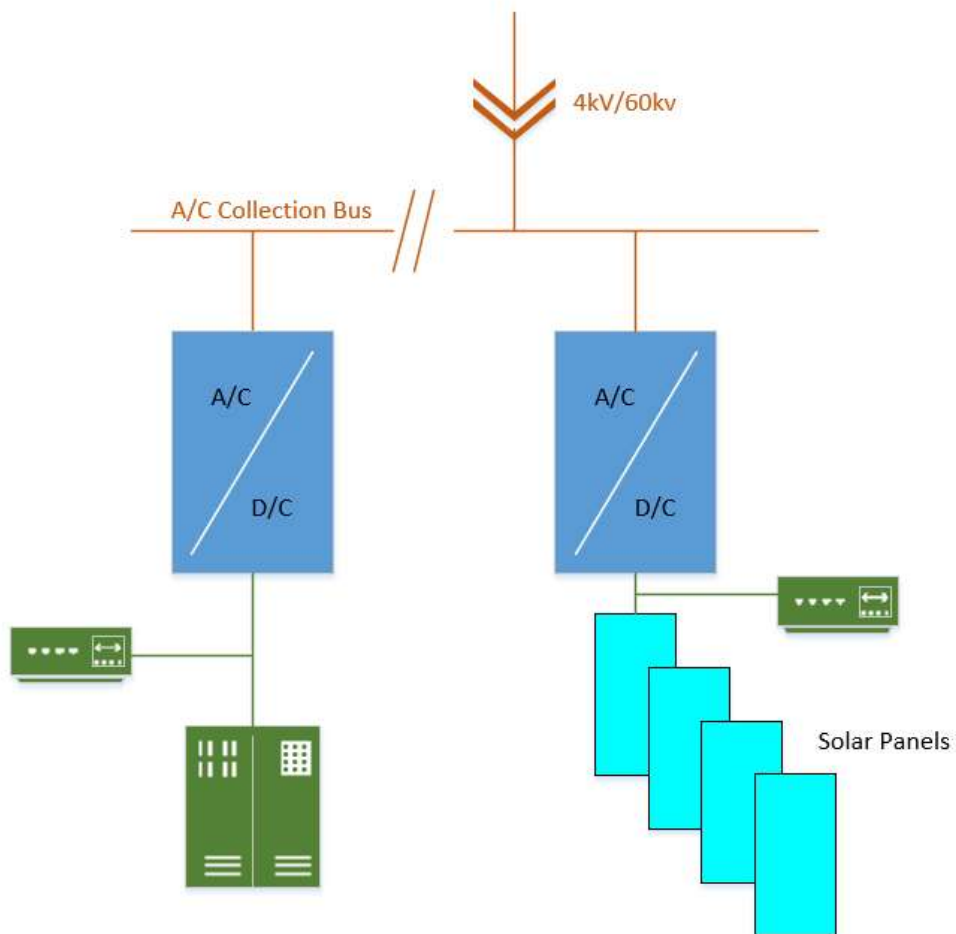 4kV/60kv
A/C Collection Bus
A/C
D/C
A/C
D/C
Solar Panels